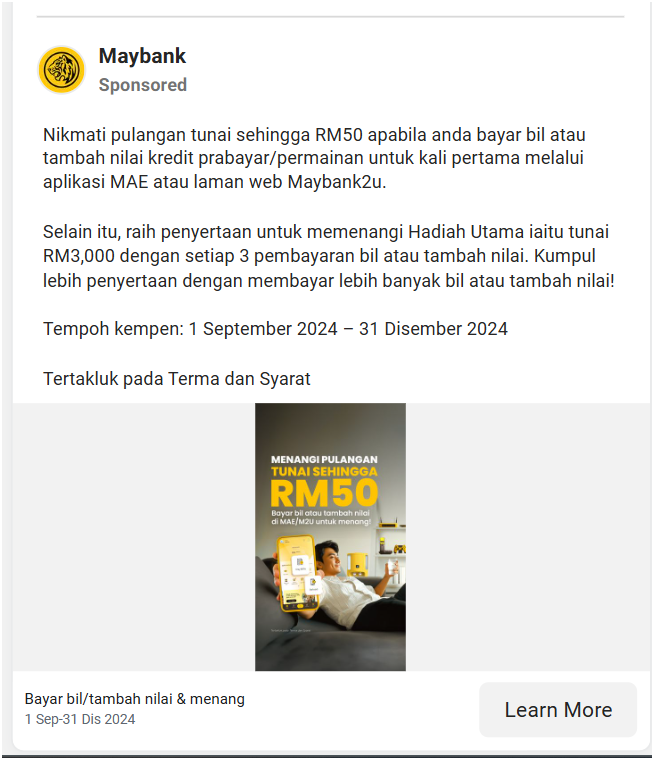 Maybank
Sponsored
Nikmati pulangan tunai sehingga RM50 apabila anda bayar bil atau
tambah nilai kredit prabayar/permainan untuk kali pertama melalui
aplikasi MAE atau laman web Maybank2u.
Selain itu, raih penyertaan untuk memenangi Hadiah Utama iaitu tunai
RM3,000 dengan setiap 3 pembayaran bil atau tambah nilai. Kumpul
lebih penyertaan dengan membayar lebih banyak bil atau tambah nilai!
Tempoh kempen: 1 September 2024 – 31 Disember 2024
Tertakluk pada Terma dan Syarat
MENANGI PULANGAN
TUNAI SEHINGGA
RM50
Bayar bil atau tambah nilai
di MAE/M2U untuk menang!
Bayar bil/tambah nilai & menang
1 Sep-31 Dis 2024
Learn More